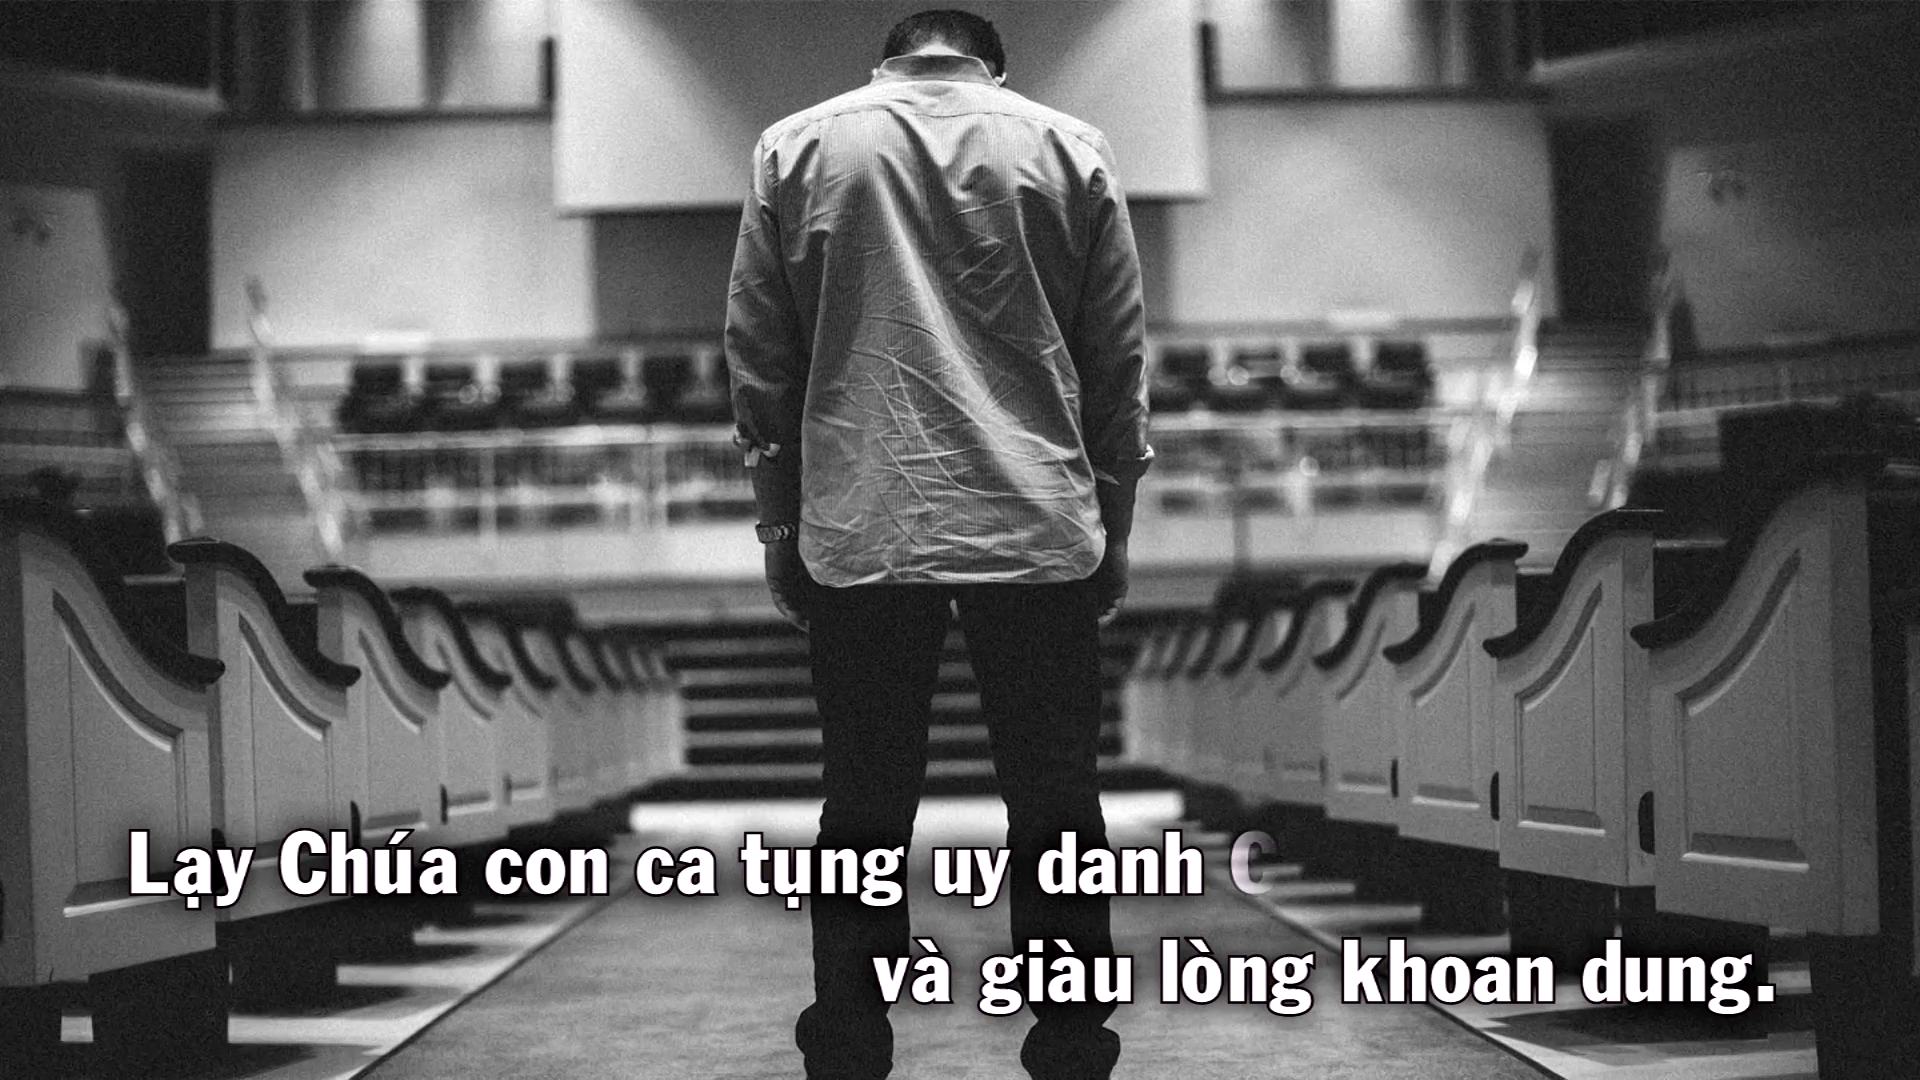 Lạy Chúa con ca tụng uy danh C
và giàu lòng khoan dung.